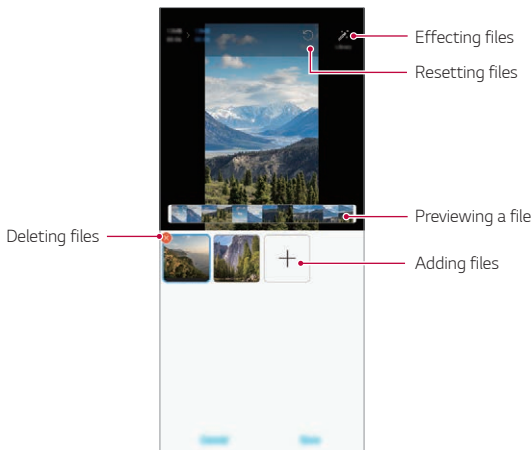 Effecting files
Resetting files
Previewing a file
Deleting files
Adding files